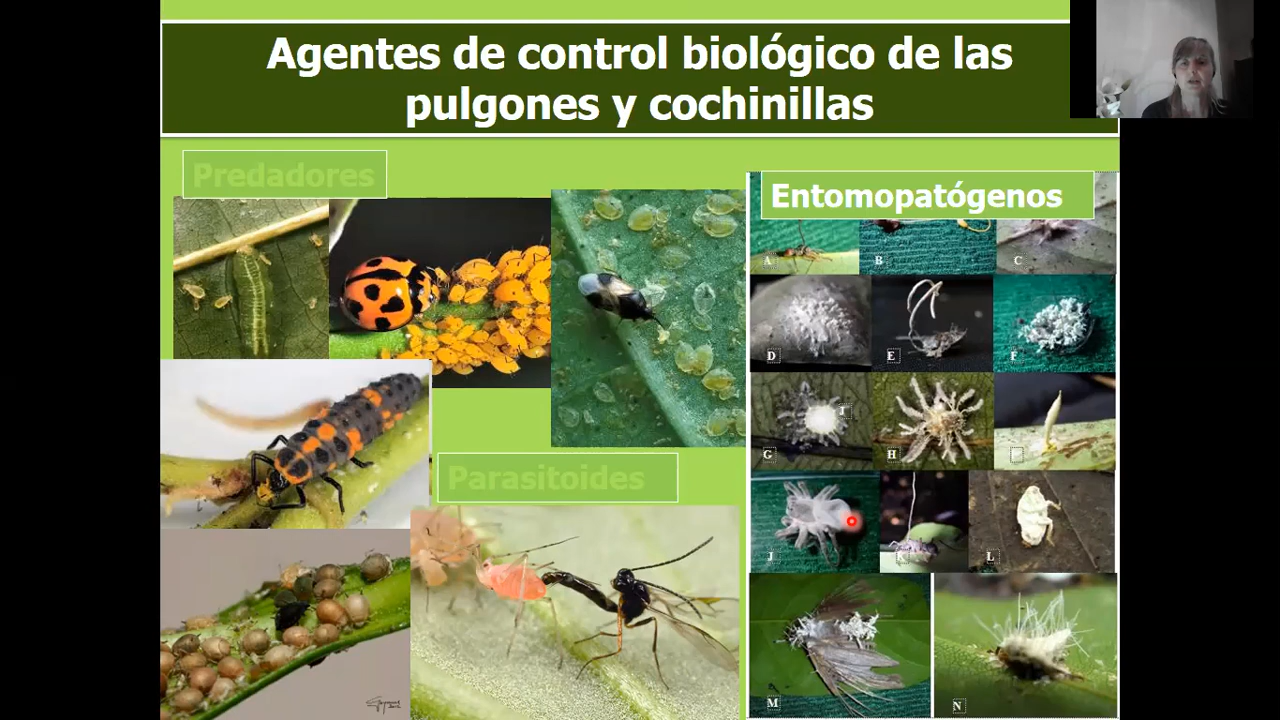 Agentes de control biológico de las
pulgones y cochinillas
Predadores
Entomopatógenos
A
B
C
D
E
F
G
H
Parasitoides
J
K
L
M
N